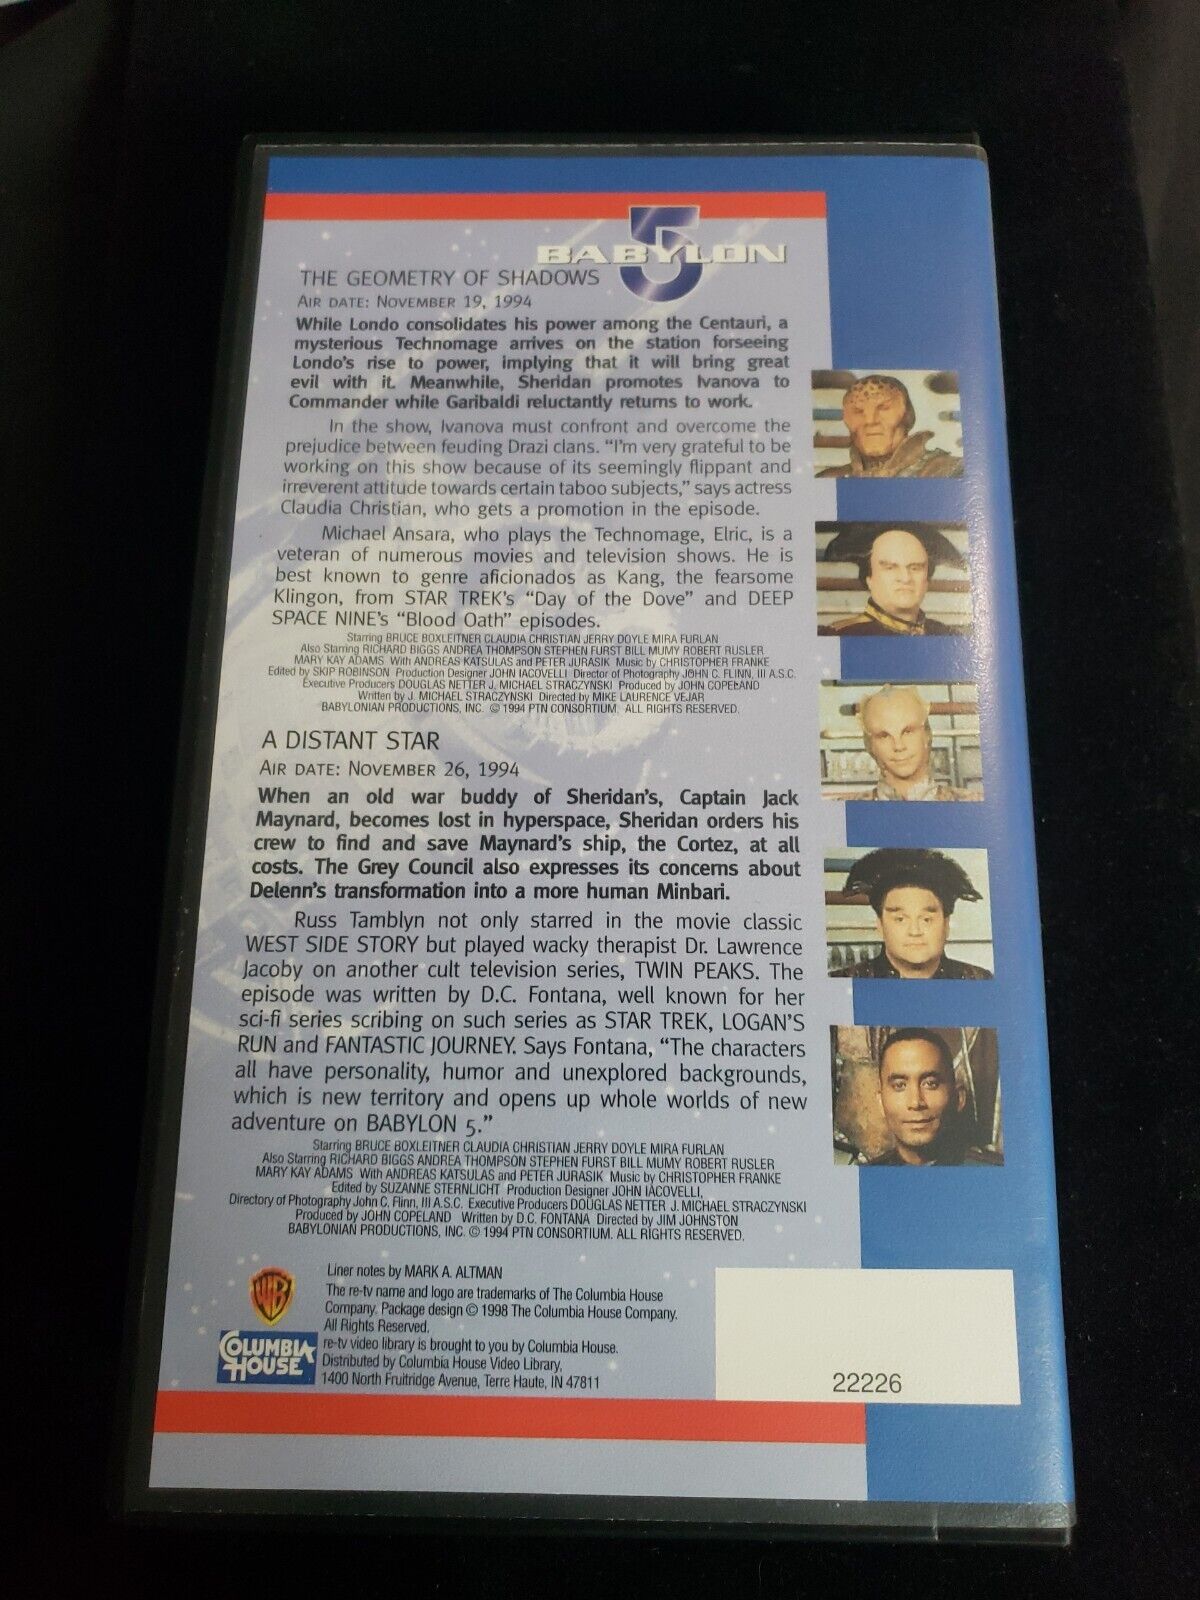 BABYLON 5
THE GEOMETRY OF SHADOWS
AIR DATE: NOVEMBER 19, 1994
While Londo consolidates his power among the Centauri, a
mysterious Technomage arrives on the station forseeing
Londo's rise to power, implying that it will bring great
evil with it. Meanwhile, Sheridan promotes Ivanova to
Commander while Garibaldi reluctantly returns to work.
In the show, Ivanova must confront and overcome the
prejudice between feuding Drazi clans. "I'm very grateful to be
working on this show because of its seemingly flippant and
irreverent attitude towards certain taboo subjects," says actress
Claudia Christian, who gets a promotion in the episode.
Michael Ansara, who plays the Technomage, Elric, is a
veteran of numerous movies and television shows. He is
best known to genre aficionados as Kang, the fearsome
Klingon, from STAR TREK's "Day of the Dove" and DEEP
SPACE NINE's "Blood Oath" episodes.
Starring BRUCE BOXLEITNER CLAUDIA CHRISTIAN JERRY DOYLE MIRA FURLAN
Also Starring RICHARD BIGGS ANDREA THOMPSON STEPHEN FURST BILL MUMY ROBERT RUSLER
MARY KAY ADAMS With ANDREAS KATSULAS and PETER JURASIK Music by CHRISTOPHER FRANKE
Edited by SKIP ROBINSON Production Designer JOHN IACOVELLI Director of Photography JOHN C. FLINN, III A.S.C.
Executive Producers DOUGLAS NETTER J. MICHAEL STRACZYNSKI Produced by JOHN COPELAND
Written by J. MICHAEL STRACZYNSKI Directed by MIKE LAURENCE VEJAR
BABYLONIAN PRODUCTIONS, INC. © 1994 PTN CONSORTIUM. ALL RIGHTS RESERVED.
A DISTANT STAR
AIR DATE: NOVEMBER 26, 1994
When an old war buddy of Sheridan's, Captain Jack
Maynard, becomes lost in hyperspace, Sheridan orders his
crew to find and save Maynard's ship, the Cortez, at all
costs. The Grey Council also expresses its concerns about
Delenn's transformation into a more human Minbari.
Russ Tamblyn not only starred in the movie classic
WEST SIDE STORY but played wacky therapist Dr. Lawrence
Jacoby on another cult television series, TWIN PEAKS. The
episode was written by D.C. Fontana, well known for her
sci-fi series scribing on such series as STAR TREK, LOGAN'S
RUN and FANTASTIC JOURNEY. Says Fontana, "The characters
all have personality, humor and unexplored backgrounds,
which is new territory and opens up whole worlds of new
adventure on BABYLON 5."
Starring BRUCE BOXLEITNER CLAUDIA CHRISTIAN JERRY DOYLE MIRA FURLAN
Also Starring RICHARD BIGGS ANDREA THOMPSON STEPHEN FURST BILL MUMY ROBERT RUSLER
MARY KAY ADAMS With ANDREAS KATSULAS and PETER JURASIK Music by CHRISTOPHER FRANKE
Edited by SUZANNE STERNLICHT Production Designer JOHN IACOVELLI,
Directory of Photography John C. Flinn, III A.S.C. Executive Producers DOUGLAS NETTER J. MICHAEL STRACZYNSKI
Produced by JOHN COPELAND Written by D.C. FONTANA Directed by JIM JOHNSTON
BABYLONIAN PRODUCTIONS, INC. © 1994 PTN CONSORTIUM. ALL RIGHTS RESERVED.
WB
COLUMBIA
HOUSE
Liner notes by MARK A. ALTMAN
The re-tv name and logo are trademarks of The Columbia House
Company. Package design © 1998 The Columbia House Company.
All Rights Reserved.
re-tv video library is brought to you by Columbia House.
Distributed by Columbia House Video Library,
1400 North Fruitridge Avenue, Terre Haute, IN 47811
22226